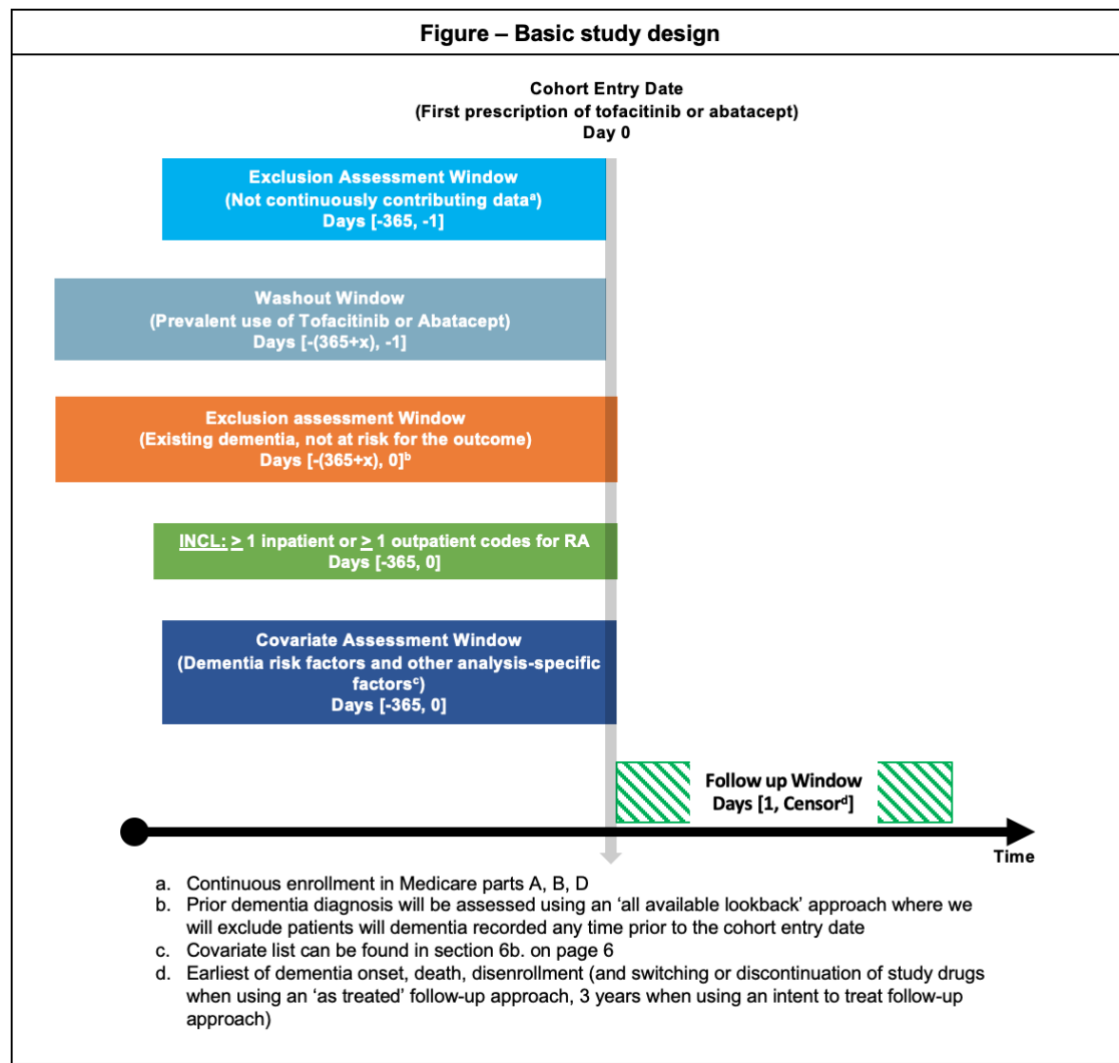 Figure – Basic study design
Cohort Entry Date
(First prescription of tofacitinib or abatacept)
Day 0
Exclusion Assessment Window
(Not continuously contributing dataᵃ)
Days [-365, -1]
Washout Window
(Prevalent use of Tofacitinib or Abatacept)
Days [-(365+x), -1]
Exclusion assessment Window
(Existing dementia, not at risk for the outcome)
Days [-(365+x), 0]ᵇ
INCL: ≥ 1 inpatient or ≥ 1 outpatient codes for RA
Days [-365, 0]
Covariate Assessment Window
(Dementia risk factors and other analysis-specific
factorsᶜ)
Days [-365, 0]
Follow up Window
Days [1, Censorᵈ]
Time
a. Continuous enrollment in Medicare parts A, B, D
b. Prior dementia diagnosis will be assessed using an ‘all available lookback’ approach where we
will exclude patients will dementia recorded any time prior to the cohort entry date
c. Covariate list can be found in section 6b. on page 6
d. Earliest of dementia onset, death, disenrollment (and switching or discontinuation of study drugs
when using an ‘as treated’ follow-up approach, 3 years when using an intent to treat follow-up
approach)